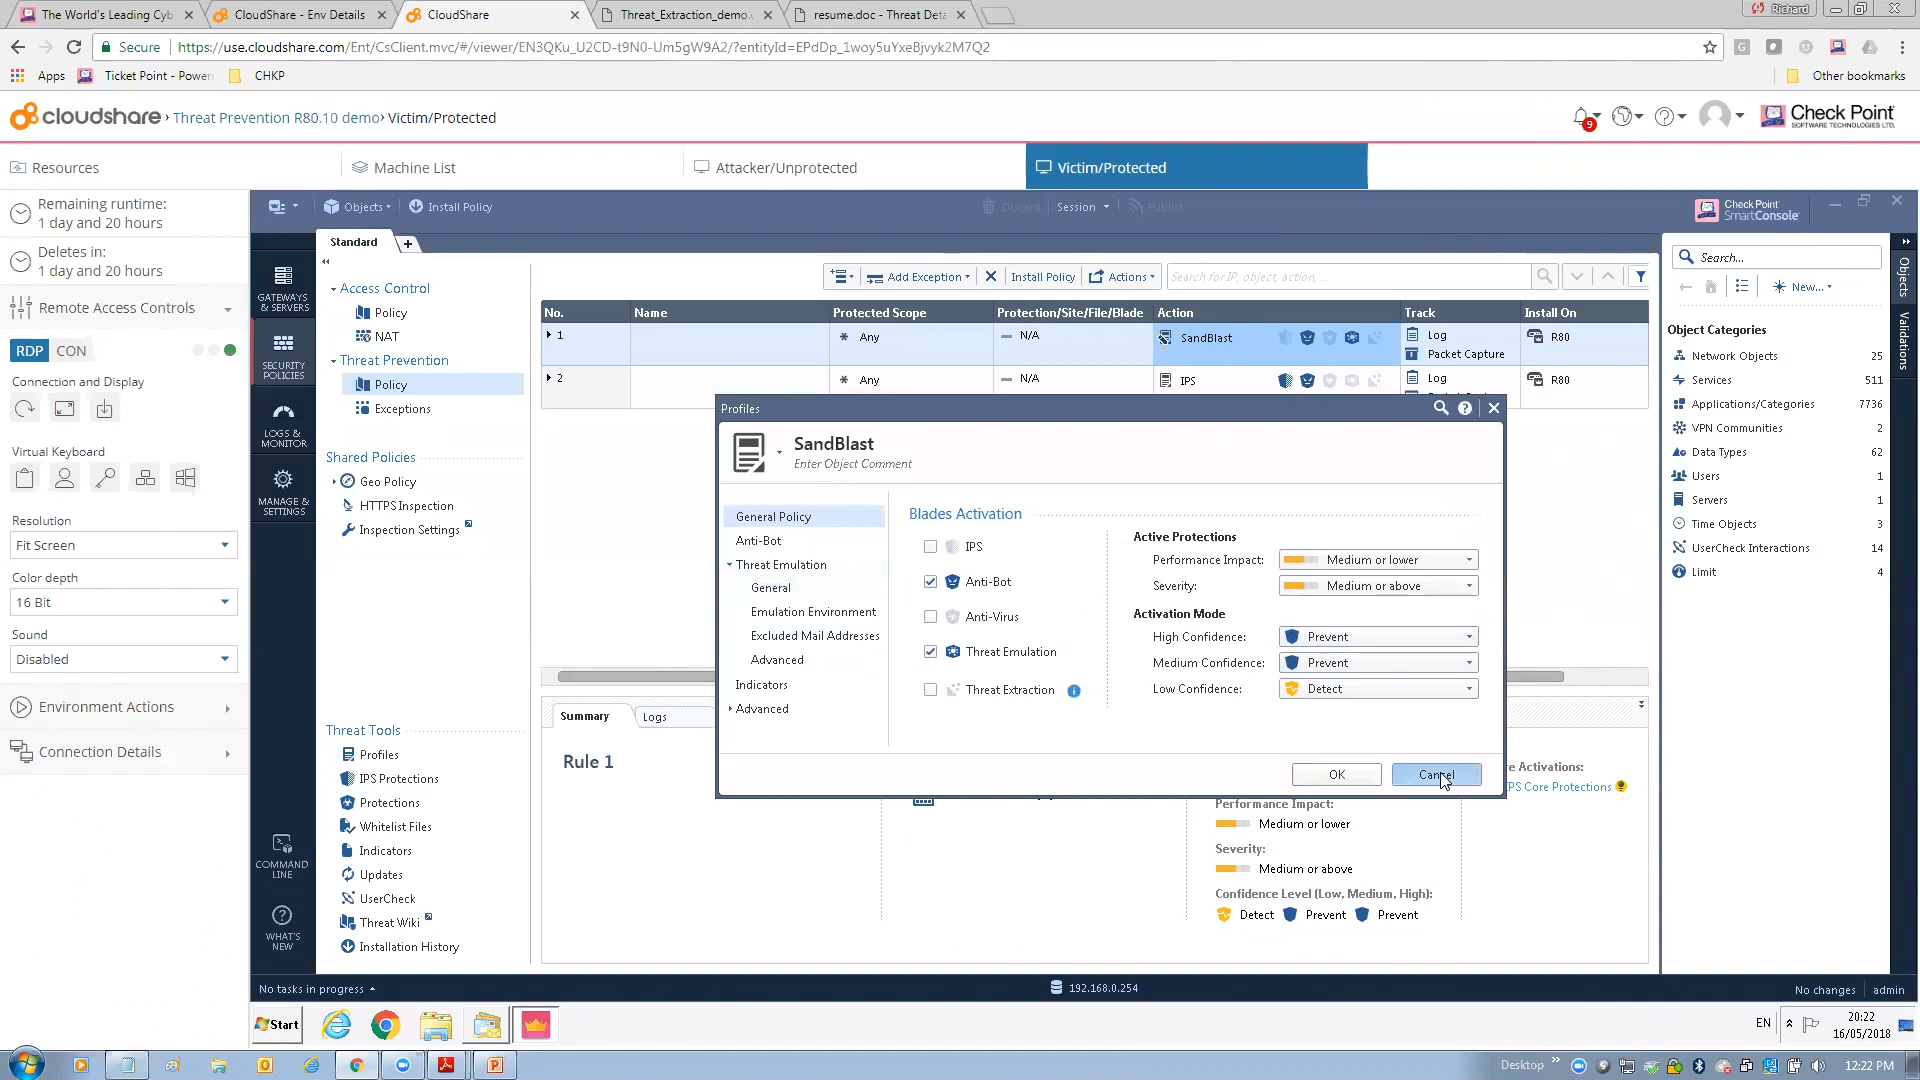 The World's Leading Cyb
CloudShare - Env Details
CloudShare
Threat_Extraction_demo.
resume.doc - Threat Deta
Richard
Secure
https://use.cloudshare.com/Ent/CsClient.mvc/#/viewer/EN3QKu_U2CD-t9N0-Um5gW9A2/?entityId=EPdDp_1woy5uYxeBjvyk2M7Q2
Apps
Ticket Point - Power
CHKP
Other bookmarks
cloudshare › Threat Prevention R80.10 demo › Victim/Protected
9
Check Point
SOFTWARE TECHNOLOGIES LTD.
Resources
Machine List
Attacker/Unprotected
Victim/Protected
Remaining runtime:
1 day and 20 hours
Deletes in:
1 day and 20 hours
Remote Access Controls
RDP CON
Connection and Display
Virtual Keyboard
Resolution
Fit Screen
Color depth
16 Bit
Sound
Disabled
Environment Actions
Connection Details
Objects
Install Policy
Discard
Session
Publish
Check Point
SmartConsole
Standard
+
GATEWAYS
& SERVERS
SECURITY
POLICIES
LOGS &
MONITOR
MANAGE &
SETTINGS
COMMAND
LINE
WHAT'S
NEW
Access Control
Policy
NAT
Threat Prevention
Policy
Exceptions
Shared Policies
Geo Policy
HTTPS Inspection
Inspection Settings
Threat Tools
Profiles
IPS Protections
Protections
Whitelist Files
Indicators
Updates
UserCheck
Threat Wiki
Installation History
Add Exception
Install Policy
Actions
Search for IP, object, action, ...
No. Name Protected Scope Protection/Site/File/Blade Action Track Install On
1 Any N/A SandBlast Log R80
Packet Capture
2 Any N/A IPS Log R80
Profiles
SandBlast
Enter Object Comment
General Policy
Anti-Bot
Threat Emulation
General
Emulation Environment
Excluded Mail Addresses
Advanced
Indicators
Advanced
Blades Activation
IPS
Anti-Bot
Anti-Virus
Threat Emulation
Threat Extraction
Active Protections
Performance Impact: Medium or lower
Severity: Medium or above
Activation Mode
High Confidence: Prevent
Medium Confidence: Prevent
Low Confidence: Detect
OK
Cancel
Summary
Logs
Rule 1
e Activations:
IPS Core Protections
Performance Impact:
Medium or lower
Severity:
Medium or above
Confidence Level (Low, Medium, High):
Detect Prevent Prevent
Search...
New...
Object Categories
Network Objects 25
Services 511
Applications/Categories 7736
VPN Communities 2
Data Types 62
Users 1
Servers 1
Time Objects 3
UserCheck Interactions 14
Limit 4
Objects
Validations
No tasks in progress
192.168.0.254
No changes
admin
Start
EN
20:22
16/05/2018
Desktop
12:22 PM